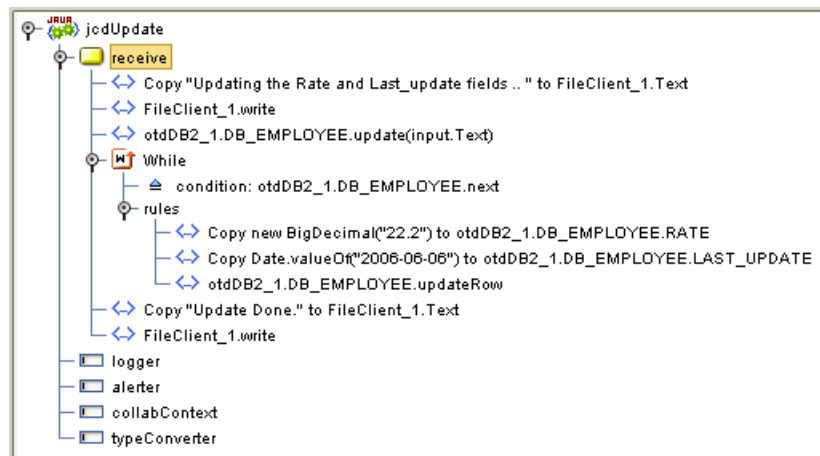 JAVA jcdUpdate
receive
Copy "Updating the Rate and Last_update fields .. " to FileClient_1.Text
FileClient_1.write
otdDB2_1.DB_EMPLOYEE.update(input.Text)
W While
condition: otdDB2_1.DB_EMPLOYEE.next
rules
Copy new BigDecimal("22.2") to otdDB2_1.DB_EMPLOYEE.RATE
Copy Date.valueOf("2006-06-06") to otdDB2_1.DB_EMPLOYEE.LAST_UPDATE
otdDB2_1.DB_EMPLOYEE.updateRow
Copy "Update Done." to FileClient_1.Text
FileClient_1.write
logger
alerter
collabContext
typeConverter